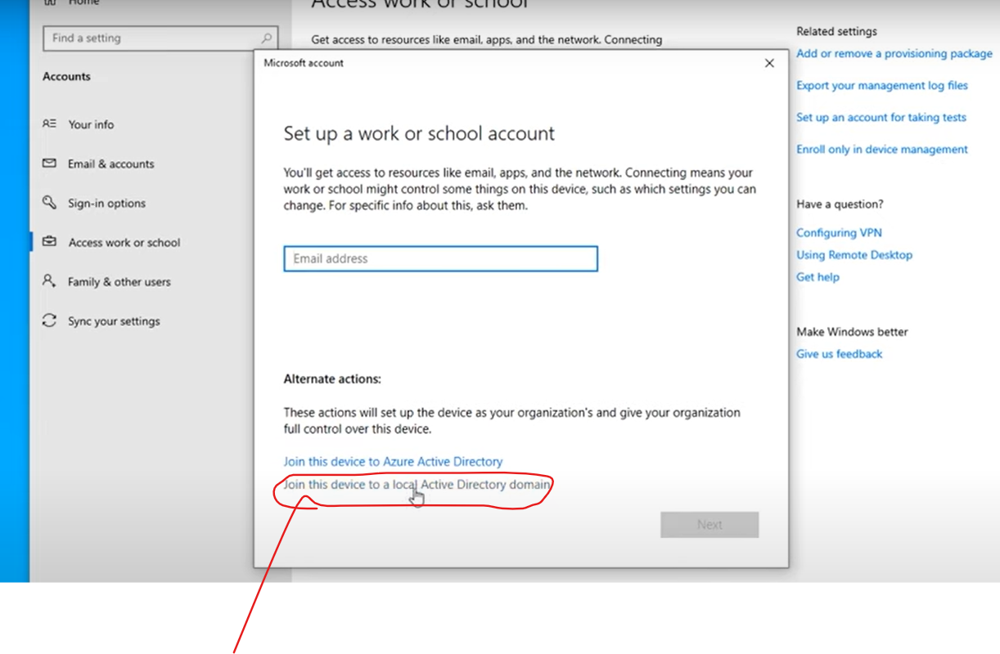 Home
Access work or school
Find a setting
Get access to resources like email, apps, and the network. Connecting
Accounts
Your info
Email & accounts
Sign-in options
Access work or school
Family & other users
Sync your settings
Microsoft account
Set up a work or school account
You'll get access to resources like email, apps, and the network. Connecting means your
work or school might control some things on this device, such as which settings you can
change. For specific info about this, ask them.
Email address
Alternate actions:
These actions will set up the device as your organization's and give your organization
full control over this device.
Join this device to Azure Active Directory
Join this device to a local Active Directory domain
Next
Related settings
Add or remove a provisioning package
Export your management log files
Set up an account for taking tests
Enroll only in device management
Have a question?
Configuring VPN
Using Remote Desktop
Get help
Make Windows better
Give us feedback